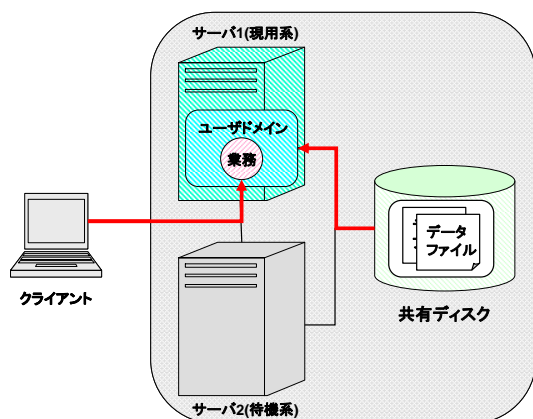 サーバ1(現用系)
ユーザドメイン
業務
データ
ファイル
クライアント
共有ディスク
サーバ2(待機系)